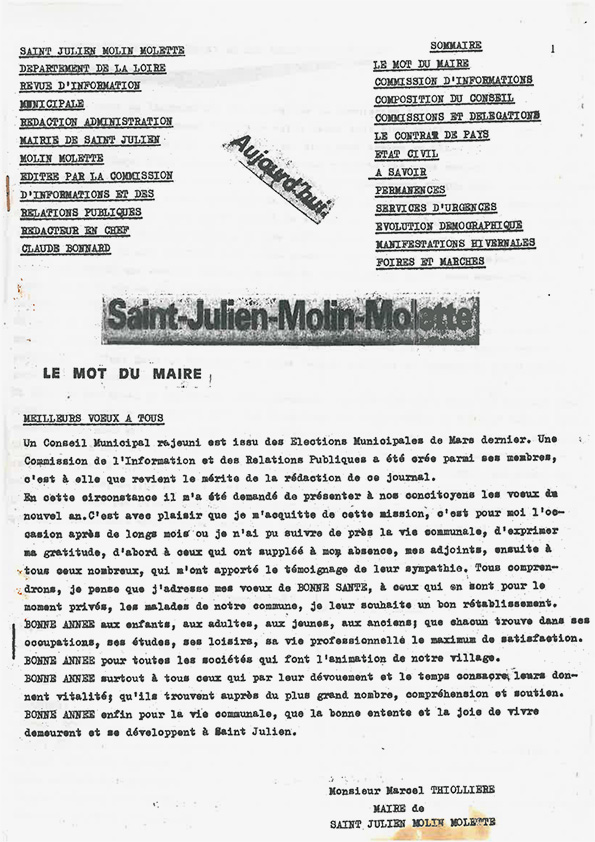 SAINT JULIEN MOLIN MOLETTE
DEPARTEMENT DE LA LOIRE
REVUE D'INFORMATION
MUNICIPALE
REDACTION ADMINISTRATION
MAIRIE DE SAINT JULIEN
MOLIN MOLETTE
EDITEE PAR LA COMMISSION
D'INFORMATIONS ET DES
RELATIONS PUBLIQUES
REDACTEUR EN CHEF
CLAUDE BONNARD
Aujourd'hui
SOMMAIRE
1
LE MOT DU MAIRE
COMMISSION D'INFORMATIONS
COMPOSITION DU CONSEIL
COMMISSIONS ET DELEGATIONS
LE CONTRAT DE PAYS
ETAT CIVIL
A SAVOIR
PERMANENCES
SERVICES D'URGENCES
EVOLUTION DEMOGRAPHIQUE
MANIFESTATIONS HIVERNALES
FOIRES ET MARCHES
Saint-Julien-Molin-Molette
LE MOT DU MAIRE
MEILLEURS VOEUX A TOUS
Un Conseil Municipal rajeuni est issu des Elections Municipales de Mars dernier. Une
Commission de l'Information et des Relations Publiques a été crée parmi ses membres,
c'est à elle que revient le mérite de la rédaction de ce journal.
En cette circonstance il m'a été demandé de présenter à nos concitoyens les voeux du
nouvel an.C'est avec plaisir que je m'acquitte de cette mission, c'est pour moi l'oc-
casion après de longs mois ou je n'ai pu suivre de près la vie communale, d'exprimer
ma gratitude, d'abord à ceux qui ont suppléé à mon absence, mes adjoints, ensuite à
tous ceux nombreux, qui m'ont apporté le témoignage de leur sympathie. Tous compren-
drons, je pense que j'adresse mes voeux de BONNE SANTE, à ceux qui en sont pour le
moment privés, les malades de notre commune, je leur souhaite un bon rétablissement.
BONNE ANNEE aux enfants, aux adultes, aux jeunes, aux anciens; que chacun trouve dans ses
occupations, ses études, ses loisirs, sa vie professionnelle le maximum de satisfaction.
BONNE ANNEE pour toutes les sociétés qui font l'animation de notre village.
BONNE ANNEE surtout à tous ceux qui par leur dévouement et le temps consacre leurs don-
nent vitalité; qu'ils trouvent auprès du plus grand nombre, compréhension et soutien.
BONNE ANNEE enfin pour la vie communale, que la bonne entente et la joie de vivre
demeurent et se développent à Saint Julien.
Monsieur Marcel THIOLLIERE
MAIRE de
SAINT JULIEN MOLIN MOLETTE